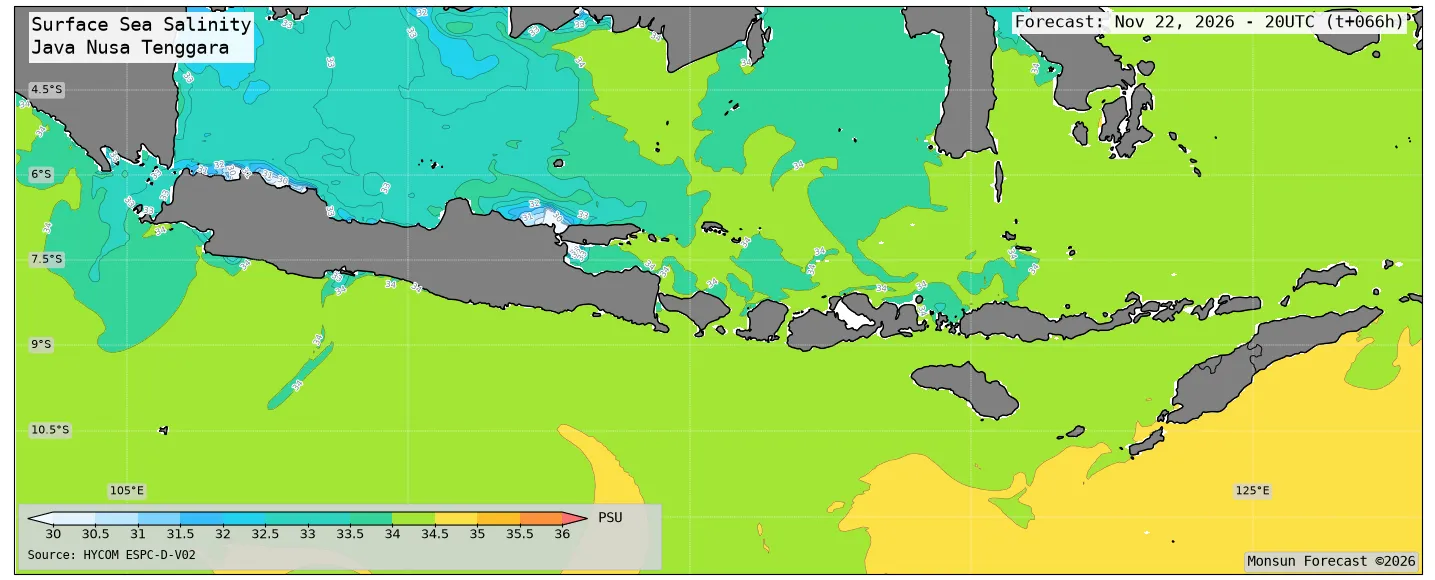 Surface Sea Salinity
Java Nusa Tenggara
Forecast: Nov 22, 2026 - 20UTC (t+066h)
4.5°S
6°S
7.5°S
9°S
10.5°S
105°E
125°E
30 30.5 31 31.5 32 32.5 33 33.5 34 34.5 35 35.5 36
PSU
Source: HYCOM ESPC-D-V02
Monsun Forecast ©2026